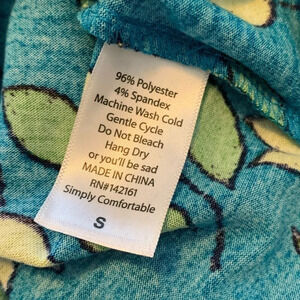 96% Polyester
4% Spandex
Machine Wash Cold
Gentle Cycle
Do Not Bleach
Hang Dry
or you'll be sad
MADE IN CHINA
RN#142161
Simply Comfortable
S